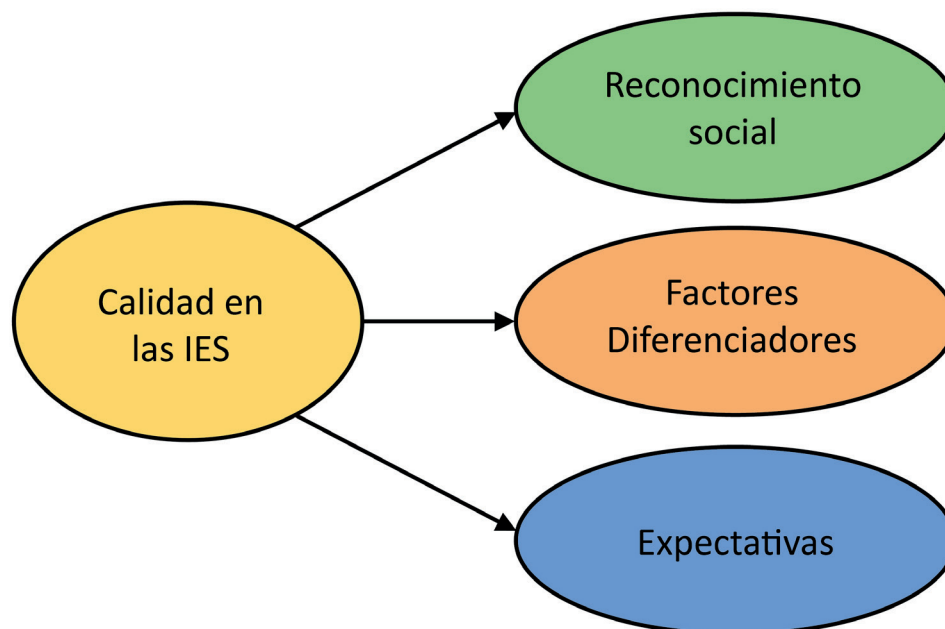 Reconocimiento
social
Calidad en
las IES
Factores
Diferenciadores
Expectativas